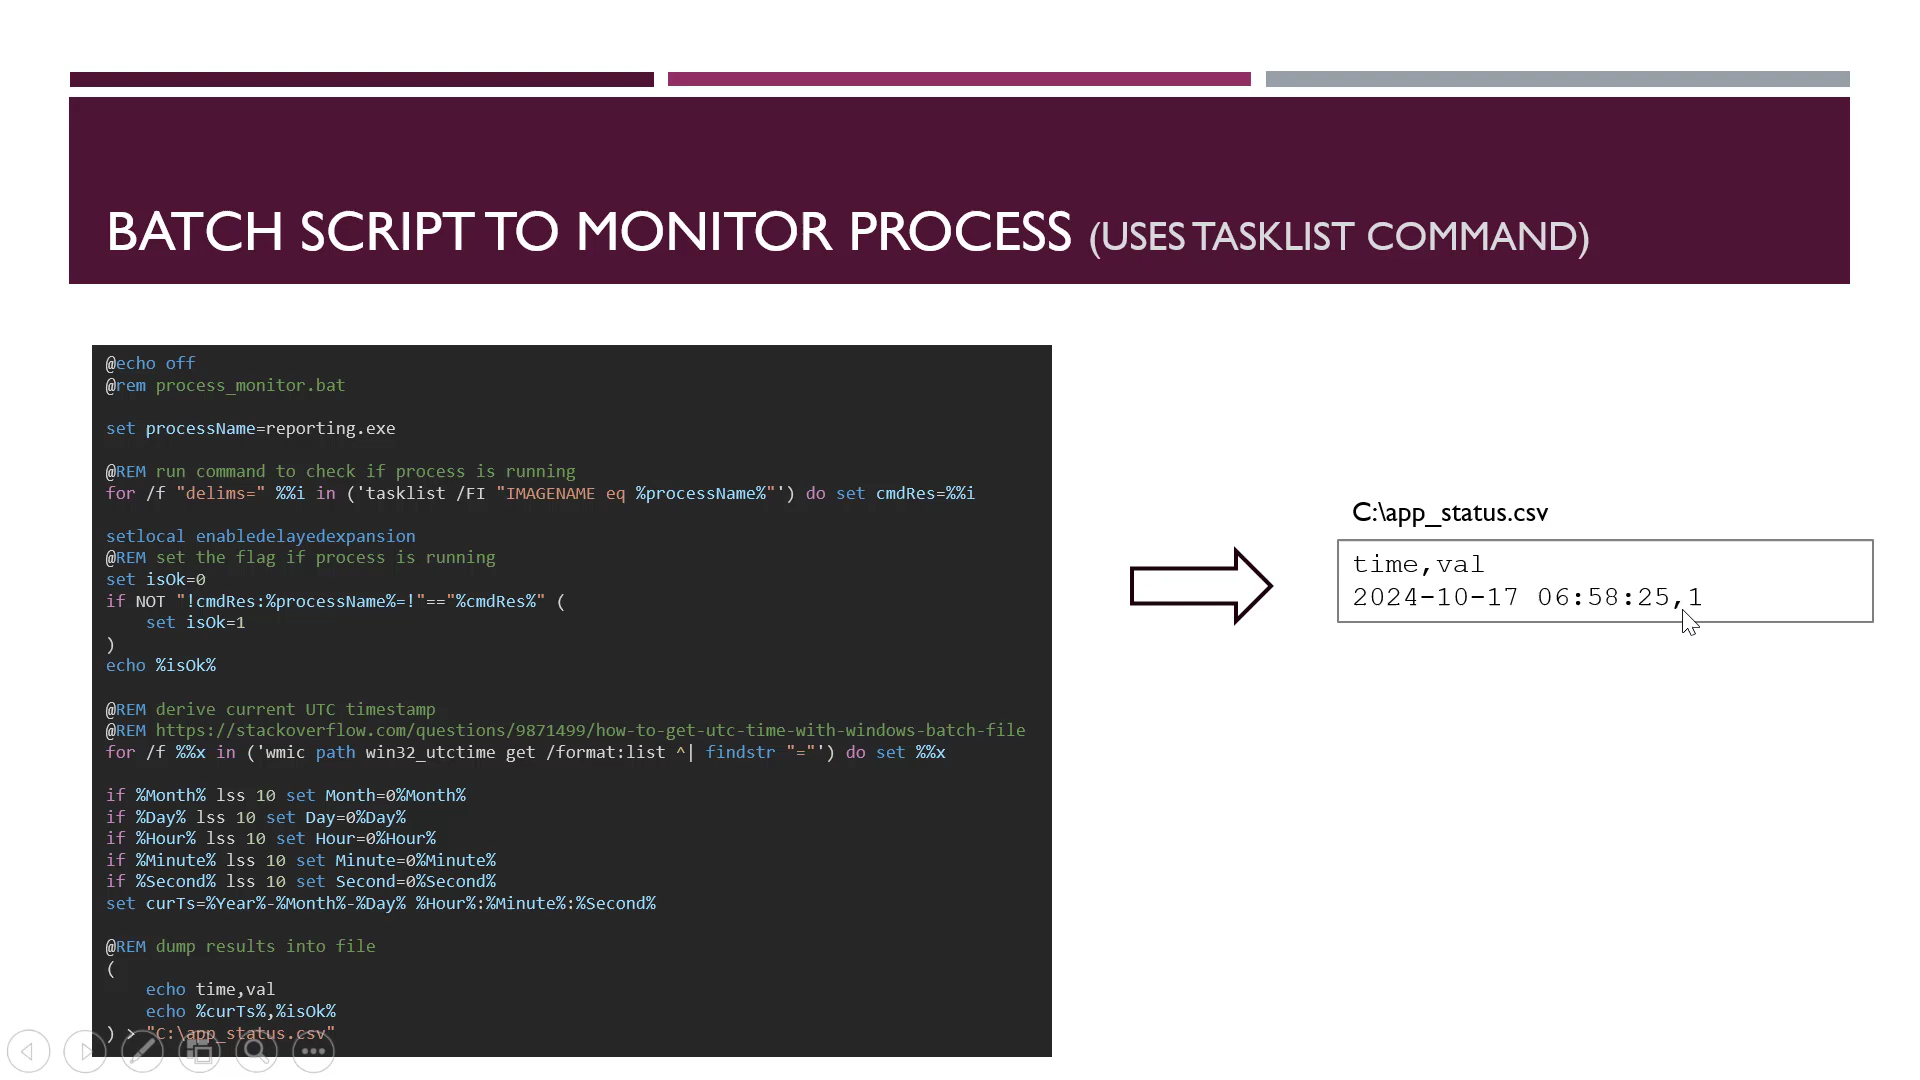 BATCH SCRIPT TO MONITOR PROCESS (USES TASKLIST COMMAND)
@echo off
@rem process_monitor.bat
set processName=reporting.exe
@REM run command to check if process is running
for /f "delims=" %%i in ('tasklist /FI "IMAGENAME eq %processName%"') do set cmdRes=%%i
setlocal enabledelayedexpansion
@REM set the flag if process is running
set isOk=0
if NOT "!cmdRes:%processName%=!"=="%cmdRes%" (
    set isOk=1
)
echo %isOk%
@REM derive current UTC timestamp
@REM https://stackoverflow.com/questions/9871499/how-to-get-utc-time-with-windows-batch-file
for /f %%x in ('wmic path win32_utctime get /format:list ^| findstr "="') do set %%x
if %Month% lss 10 set Month=0%Month%
if %Day% lss 10 set Day=0%Day%
if %Hour% lss 10 set Hour=0%Hour%
if %Minute% lss 10 set Minute=0%Minute%
if %Second% lss 10 set Second=0%Second%
set curTs=%Year%-%Month%-%Day% %Hour%:%Minute%:%Second%
@REM dump results into file
(
    echo time,val
    echo %curTs%,%isOk%
) > "C:\app_status.csv"
C:\app_status.csv
time,val
2024-10-17 06:58:25,1